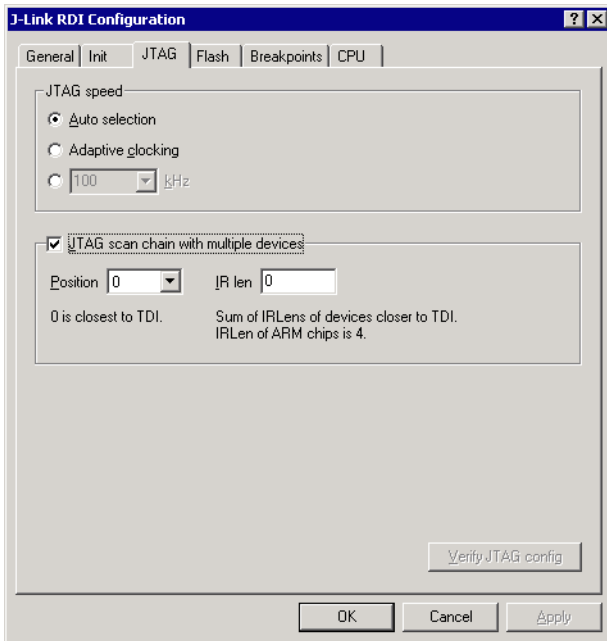 J-Link RDI Configuration
General Init JTAG Flash Breakpoints CPU
JTAG speed
Auto selection
Adaptive clocking
100 kHz
JTAG scan chain with multiple devices
Position 0 IR len 0
0 is closest to TDI. Sum of IRLens of devices closer to TDI.
IRLen of ARM chips is 4.
Verify JTAG config
OK Cancel Apply